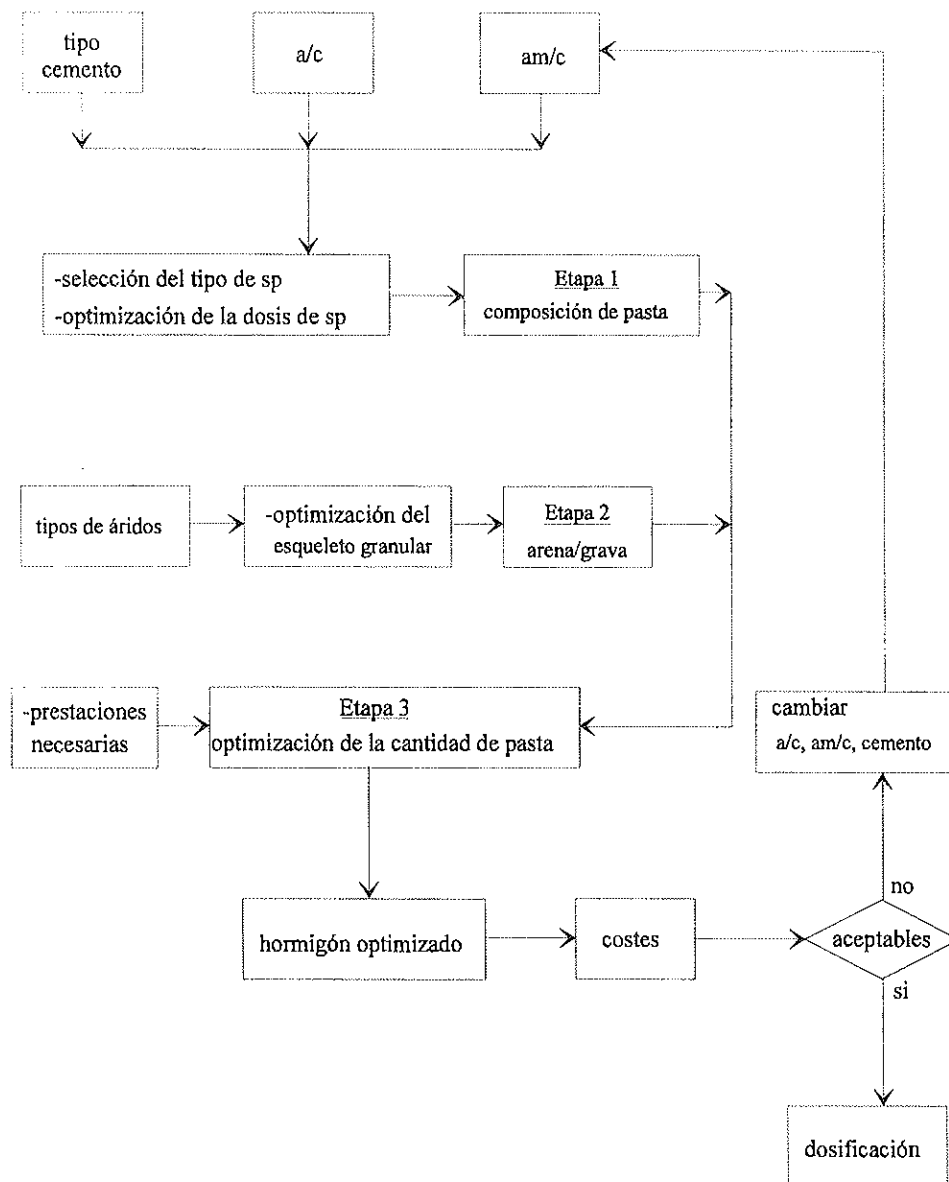 tipo
cemento
a/c
am/c
-selección del tipo de sp
-optimización de la dosis de sp
Etapa 1
composición de pasta
tipos de áridos
-optimización del
esqueleto granular
Etapa 2
arena/grava
-prestaciones
necesarias
Etapa 3
optimización de la cantidad de pasta
cambiar
a/c, am/c, cemento
no
hormigón optimizado
costes
aceptables
si
dosificación